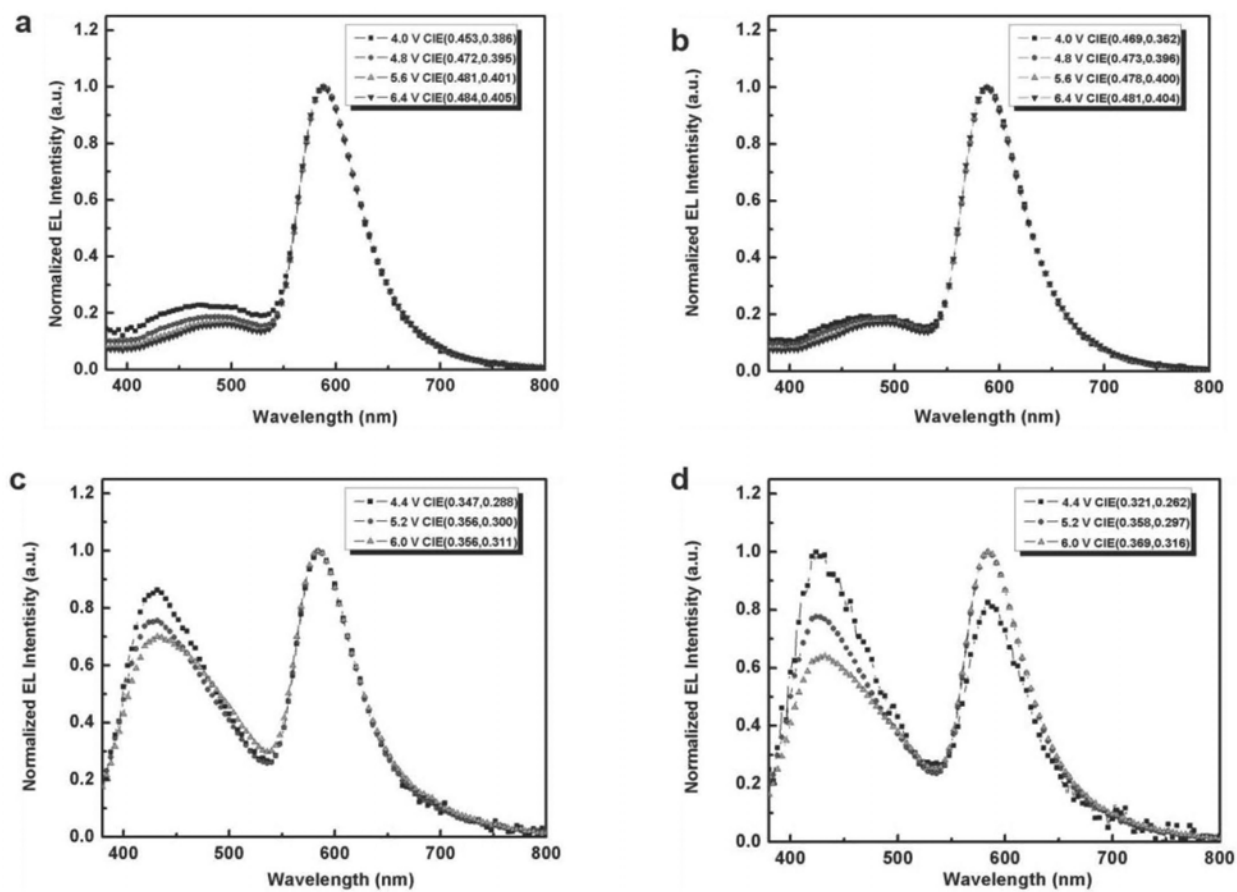 a
1.2
1.0
0.8
0.6
0.4
0.2
0.0
Normalized EL Intentisity (a.u.)
4.0 V CIE(0.453,0.386)
4.8 V CIE(0.472,0.395)
5.6 V CIE(0.481,0.401)
6.4 V CIE(0.484,0.405)
400 500 600 700 800
Wavelength (nm)
b
1.2
1.0
0.8
0.6
0.4
0.2
0.0
Normalized EL Intentisity (a.u.)
4.0 V CIE(0.469,0.362)
4.8 V CIE(0.473,0.396)
5.6 V CIE(0.478,0.400)
6.4 V CIE(0.481,0.404)
400 500 600 700 800
Wavelength (nm)
c
1.2
1.0
0.8
0.6
0.4
0.2
0.0
Normalized EL Intentisity (a.u.)
4.4 V CIE(0.347,0.288)
5.2 V CIE(0.356,0.300)
6.0 V CIE(0.356,0.311)
400 500 600 700 800
Wavelength (nm)
d
1.2
1.0
0.8
0.6
0.4
0.2
0.0
Normalized EL Intentisity (a.u.)
4.4 V CIE(0.321,0.262)
5.2 V CIE(0.358,0.297)
6.0 V CIE(0.369,0.316)
400 500 600 700 800
Wavelength (nm)